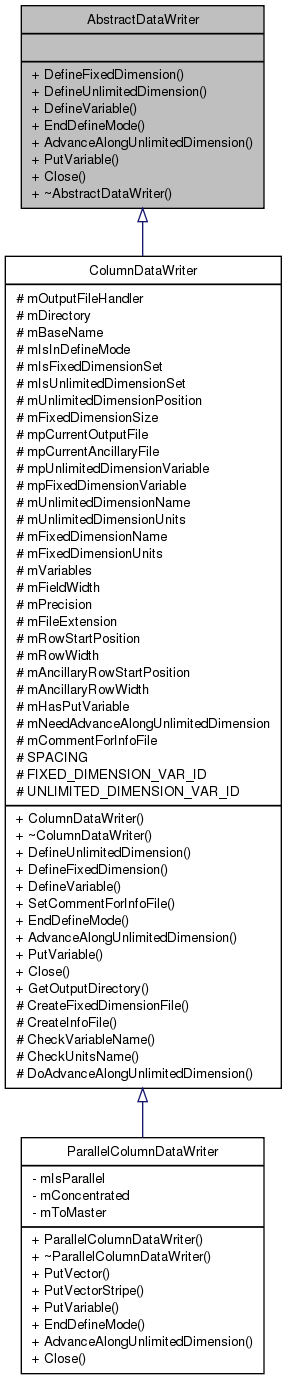 AbstractDataWriter
+ DefineFixedDimension()
+ DefineUnlimitedDimension()
+ DefineVariable()
+ EndDefineMode()
+ AdvanceAlongUnlimitedDimension()
+ PutVariable()
+ Close()
+ ~AbstractDataWriter()
ColumnDataWriter
# mOutputFileHandler
# mDirectory
# mBaseName
# mIsInDefineMode
# mIsFixedDimensionSet
# mIsUnlimitedDimensionSet
# mUnlimitedDimensionPosition
# mFixedDimensionSize
# mpCurrentOutputFile
# mpCurrentAncillaryFile
# mpUnlimitedDimensionVariable
# mpFixedDimensionVariable
# mUnlimitedDimensionName
# mUnlimitedDimensionUnits
# mFixedDimensionName
# mFixedDimensionUnits
# mVariables
# mFieldWidth
# mPrecision
# mFileExtension
# mRowStartPosition
# mRowWidth
# mAncillaryRowStartPosition
# mAncillaryRowWidth
# mHasPutVariable
# mNeedAdvanceAlongUnlimitedDimension
# mCommentForInfoFile
# SPACING
# FIXED_DIMENSION_VAR_ID
# UNLIMITED_DIMENSION_VAR_ID
+ ColumnDataWriter()
+ ~ColumnDataWriter()
+ DefineUnlimitedDimension()
+ DefineFixedDimension()
+ DefineVariable()
+ SetCommentForInfoFile()
+ EndDefineMode()
+ AdvanceAlongUnlimitedDimension()
+ PutVariable()
+ Close()
+ GetOutputDirectory()
# CreateFixedDimensionFile()
# CreateInfoFile()
# CheckVariableName()
# CheckUnitsName()
# DoAdvanceAlongUnlimitedDimension()
ParallelColumnDataWriter
- mIsParallel
- mConcentrated
- mToMaster
+ ParallelColumnDataWriter()
+ ~ParallelColumnDataWriter()
+ PutVector()
+ PutVectorStripe()
+ PutVariable()
+ EndDefineMode()
+ AdvanceAlongUnlimitedDimension()
+ Close()